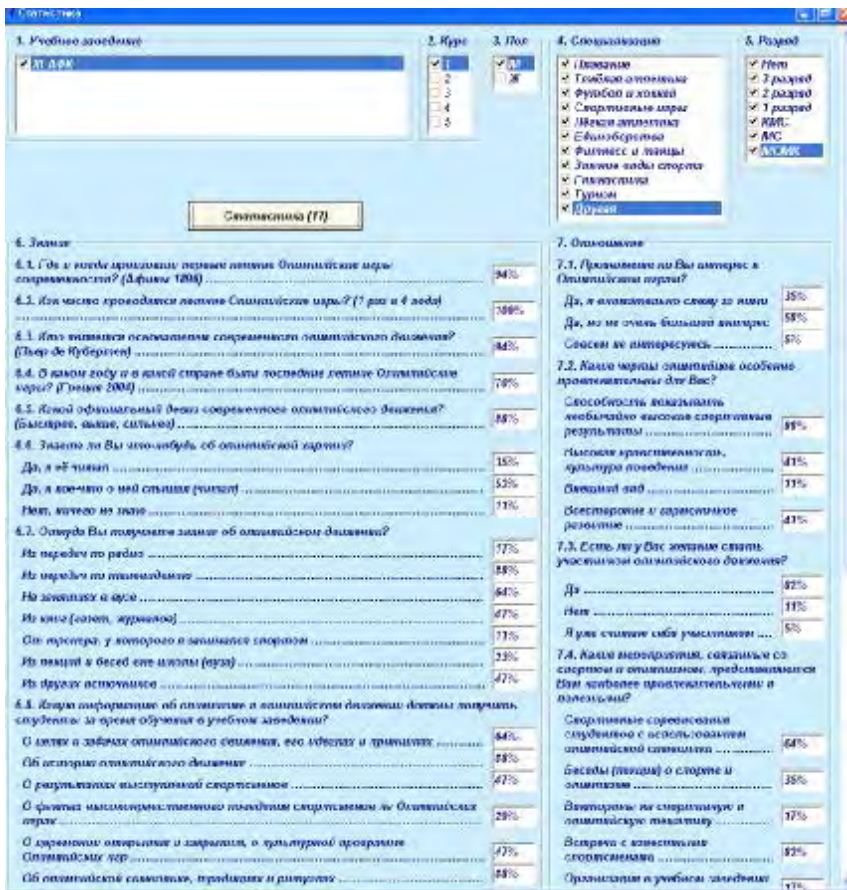 Статистика
1. Учебное заведение
2. Курс
3. Пол
4. Специализация
5. Разряд
1
2
3
4
5
М
Ж
Плавание
Тяжёлая атлетика
Футбол и хоккей
Спортивные игры
Лёгкая атлетика
Единоборства
Фитнесс и танцы
Зимние виды спорта
Гимнастика
Туризм
Другая
Нет
3 разряд
2 разряд
1 разряд
КМС
МС
МСМК
Статистика (17)
6. Знание
6.1. Где и когда произошли первые летние Олимпийские игры
современности? (Афины 1896) 94%
6.2. Как часто проводятся летние Олимпийские игры? (1 раз в 4 года)
100%
6.3. Кто является основателем современного олимпийского движения?
(Пьер де Кубертен) 94%
6.4. В каком году и в какой стране были последние летние Олимпийские
игры? (Греция 2004) 70%
6.5. Какой официальный девиз современного олимпийского движения?
(Быстрее, выше, сильнее) 88%
6.6. Знаете ли Вы что-нибудь об олимпийской хартии?
Да, я её читал 35%
Да, я кое-что о ней слышал (читал) 52%
Нет, ничего не знаю 11%
6.7. Откуда Вы получаете знания об олимпийском движении?
Из передач по радио 17%
Из передач по телевидению 88%
На занятиях в вузе 64%
Из книг (газет, журналов) 47%
От тренера, у которого я занимался спортом 11%
Из лекций и бесед вне школы (вуза) 23%
Из других источников 47%
6.8. Какую информацию об олимпизме и олимпийском движении должны получить
студенты за время обучения в учебном заведении?
О целях и задачах олимпийского движения, его идеалах и принципах 64%
Об истории олимпийского движения 88%
О результатах выступлений спортсменов 47%
О фактах высоконравственного поведения спортсменов на Олимпийских
играх 29%
О церемонии открытия и закрытия, о культурной программе
Олимпийских игр 47%
Об олимпийской символике, традициях и ритуалах 88%
7. Отношение
7.1. Проявляете ли Вы интерес к
Олимпийским играм?
Да, я внимательно слежу за ними 35%
Да, но не очень большой интерес 58%
Совсем не интересуюсь 5%
7.2. Какие черты олимпийцев особенно
привлекательны для Вас?
Способность показывать
необычайно высокие спортивные
результаты 88%
Высокая нравственность,
культура поведения 41%
Внешний вид 11%
Всестороннее и гармоничное
развитие 41%
7.3. Есть ли у Вас желание стать
участником олимпийского движения?
Да 82%
Нет 11%
Я уже считаю себя участником 5%
7.4. Какие мероприятия, связанные со
спортом и олимпизмом, представляются
Вам наиболее привлекательными и
полезными?
Спортивные соревнования
студентов с использованием
олимпийской символики 64%
Беседы (лекции) о спорте и
олимпизме 35%
Викторины на спортивную и
олимпийскую тематику 17%
Встречи с известными
спортсменами 82%
Организация в учебном заведении